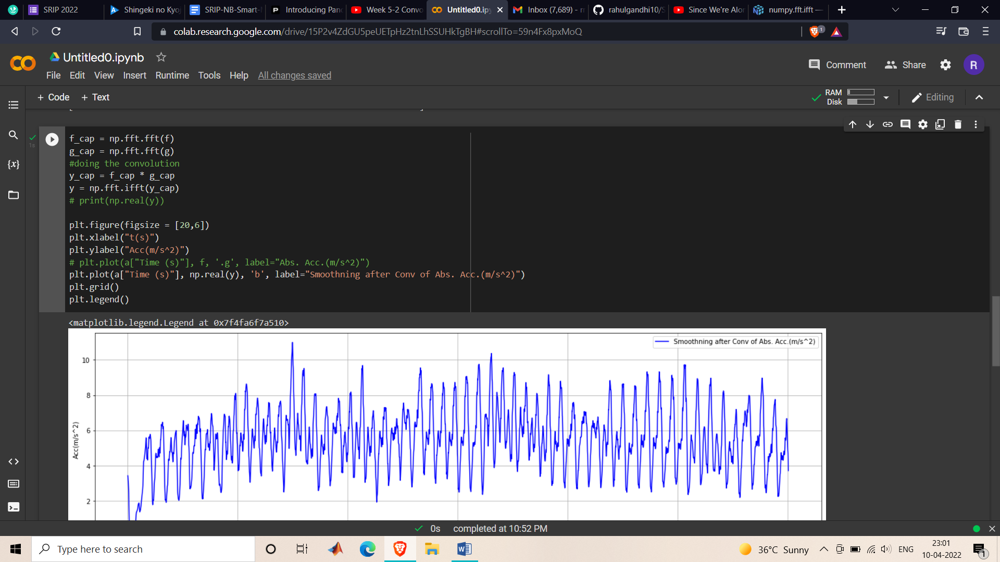 SRIP 2022
Shingeki no Kyoj
SRIP-NB-Smart-
Introducing Pan
Week 5-2 Convo
Untitled0.ip
Inbox (7,689) - r
rahulgandhi10/S
Since We're Alor
numpy.fft.ifft —
colab.research.google.com/drive/15P2v4ZdGU5peUETpHz2tnLhSSUHkTgBH#scrollTo=59n4Fx8pxMoQ
1
Untitled0.ipynb
File Edit View Insert Runtime Tools Help All changes saved
Comment Share R
+ Code + Text
RAM
Disk
Editing
{x}
1s
f_cap = np.fft.fft(f)
g_cap = np.fft.fft(g)
#doing the convolution
y_cap = f_cap * g_cap
y = np.fft.ifft(y_cap)
# print(np.real(y))
plt.figure(figsize = [20,6])
plt.xlabel("t(s)")
plt.ylabel("Acc(m/s^2)")
# plt.plot(a["Time (s)"], f, '.g', label="Abs. Acc.(m/s^2)")
plt.plot(a["Time (s)"], np.real(y), 'b', label="Smoothning after Conv of Abs. Acc.(m/s^2)")
plt.grid()
plt.legend()
<matplotlib.legend.Legend at 0x7f4fa6f7a510>
Smoothning after Conv of Abs. Acc.(m/s^2)
10
8
6
4
2
Acc(m/s^2)
0s completed at 10:52 PM
Type here to search
36°C Sunny
ENG
23:01
10-04-2022
1